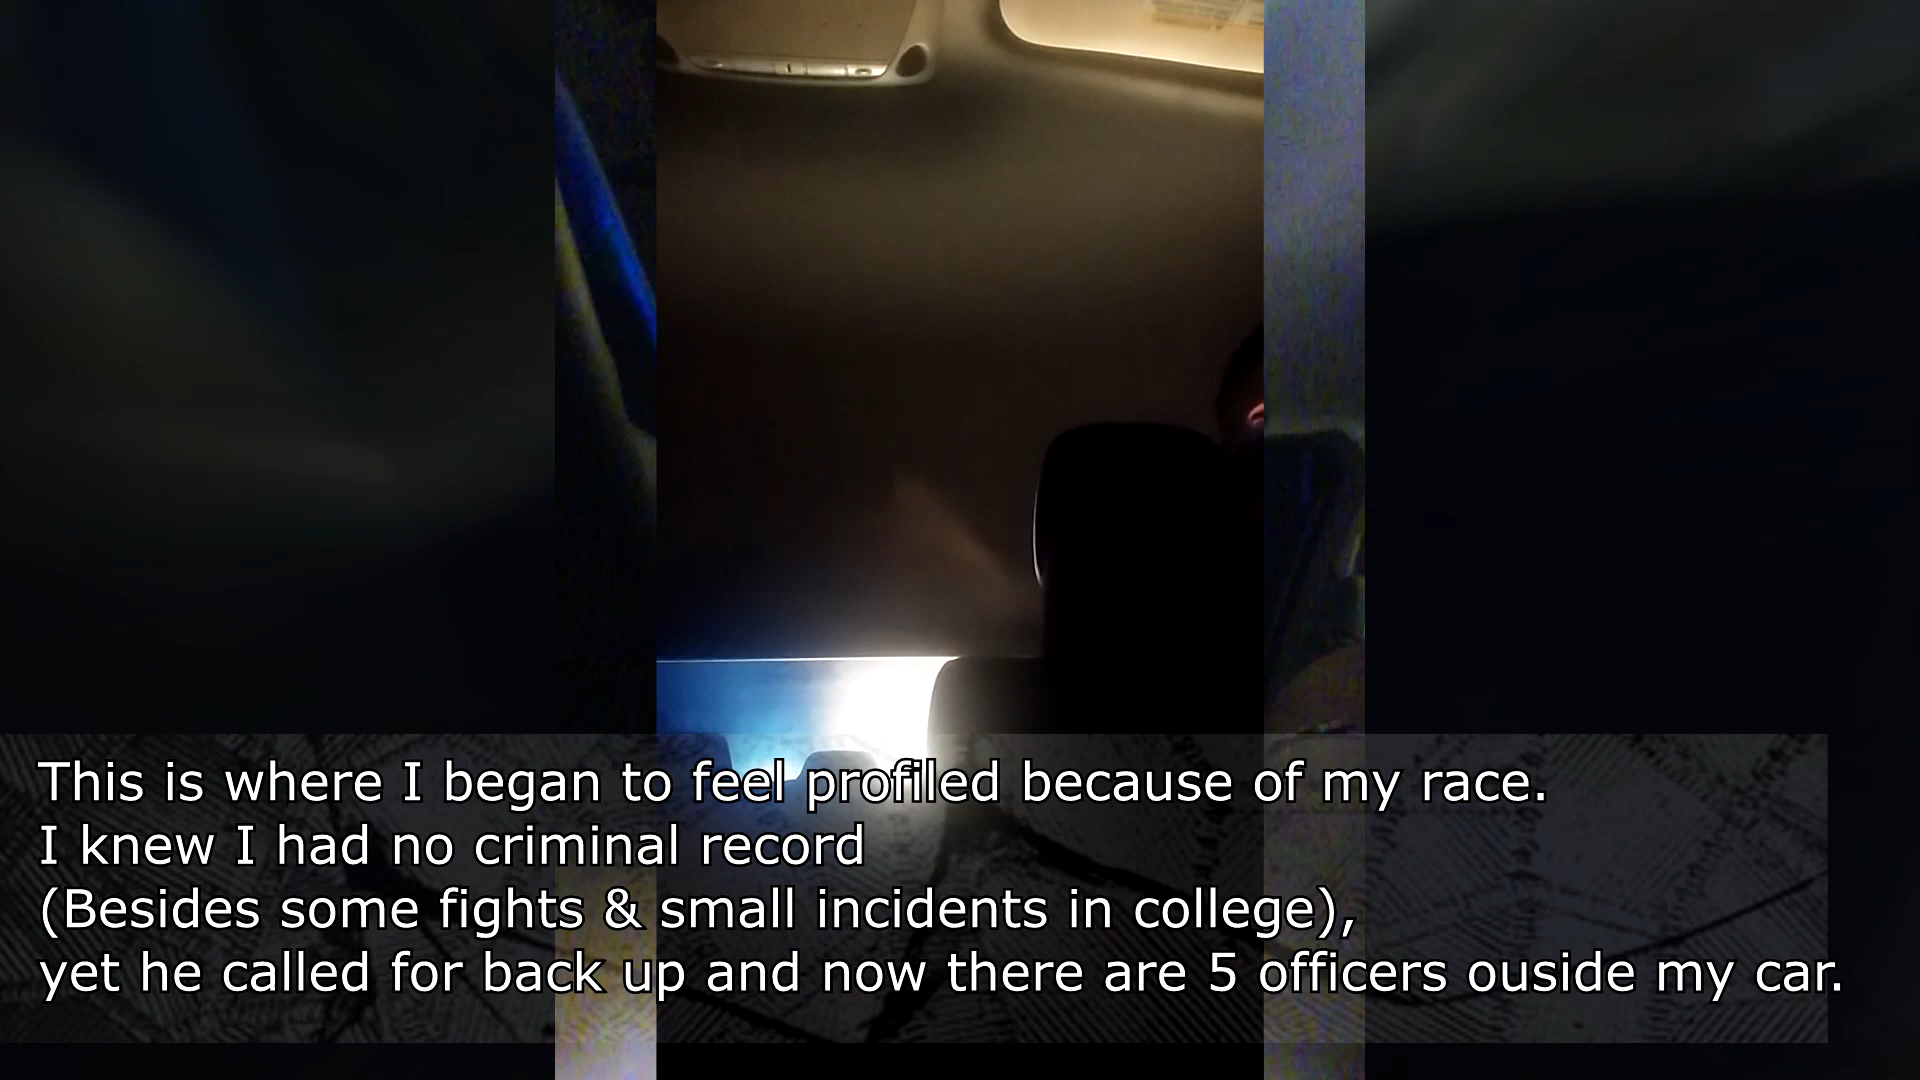 This is where I began to feel profiled because of my race.
I knew I had no criminal record
(Besides some fights & small incidents in college),
yet he called for back up and now there are 5 officers ouside my car.